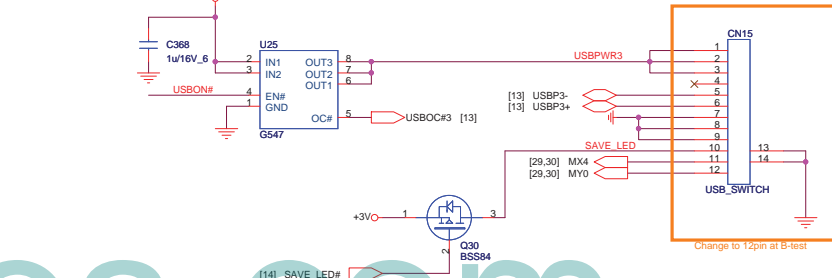 CN15
C368
1u/16V_6
U25
2 IN1
3 IN2
4 EN#
1 GND
OUT3 8
OUT2 7
OUT1 6
OC# 5
G547
USBON#
USBPWR3
USBOC#3 [13]
[13] USBP3-
[13] USBP3+
SAVE_LED
[29,30] MX4
[29,30] MY0
1
2
3
4
5
6
7
8
9
10
11
12
13
14
USB_SWITCH
Change to 12pin at B-test
+3V
1
3
2
Q30
BSS84
[14] SAVE_LED#